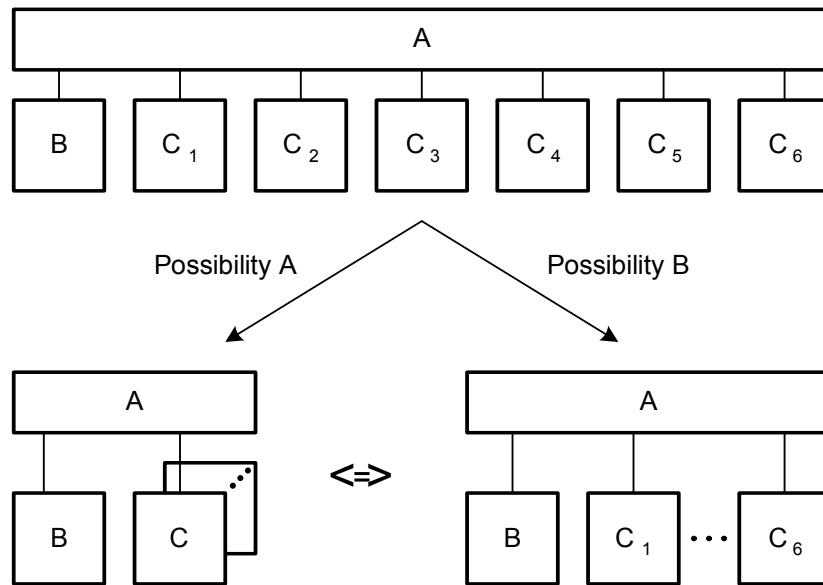 A
B C 1 C 2 C 3 C 4 C 5 C 6
Possibility A Possibility B
A A
<=>
B C B C 1 ... C 6